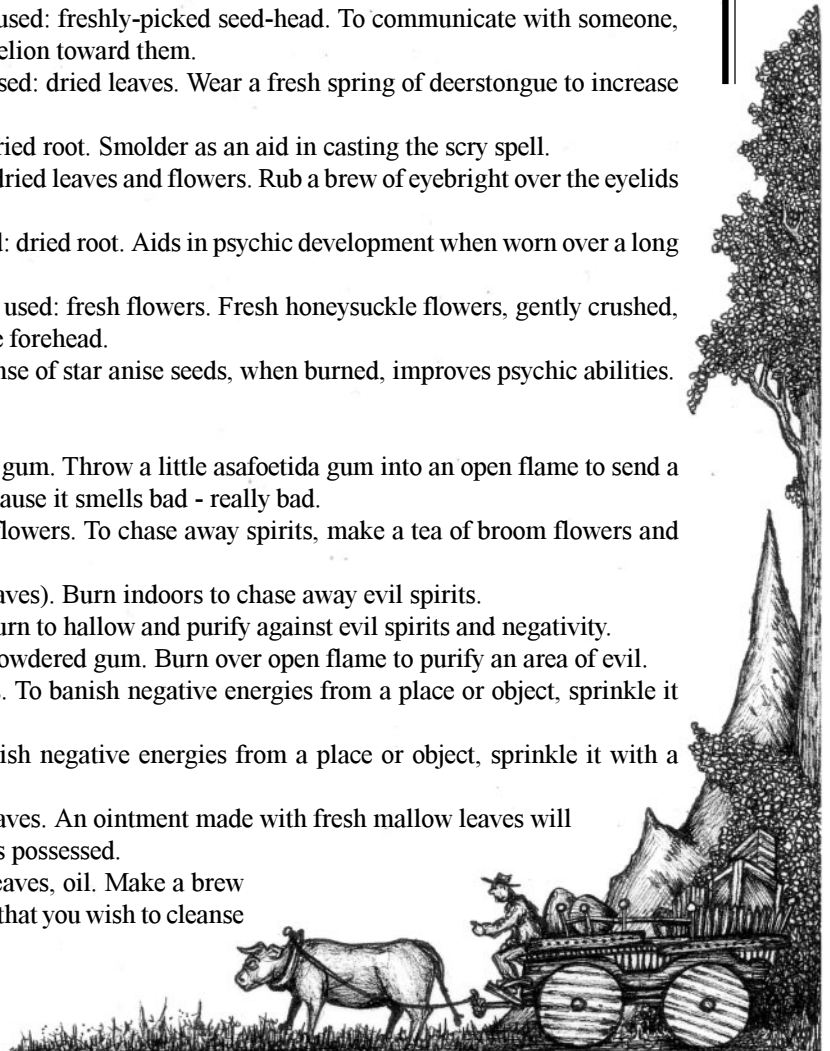 used: freshly-picked seed-head. To communicate with someone,
elion toward them.
sed: dried leaves. Wear a fresh spring of deerstongue to increase
ried root. Smolder as an aid in casting the scry spell.
dried leaves and flowers. Rub a brew of eyebright over the eyelids
d: dried root. Aids in psychic development when worn over a long
used: fresh flowers. Fresh honeysuckle flowers, gently crushed,
e forehead.
nse of star anise seeds, when burned, improves psychic abilities.
gum. Throw a little asafoetida gum into an open flame to send a
ause it smells bad - really bad.
flowers. To chase away spirits, make a tea of broom flowers and
aves). Burn indoors to chase away evil spirits.
urn to hallow and purify against evil spirits and negativity.
owdered gum. Burn over open flame to purify an area of evil.
. To banish negative energies from a place or object, sprinkle it
ish negative energies from a place or object, sprinkle it with a
aves. An ointment made with fresh mallow leaves will
s possessed.
eaves, oil. Make a brew
that you wish to cleanse